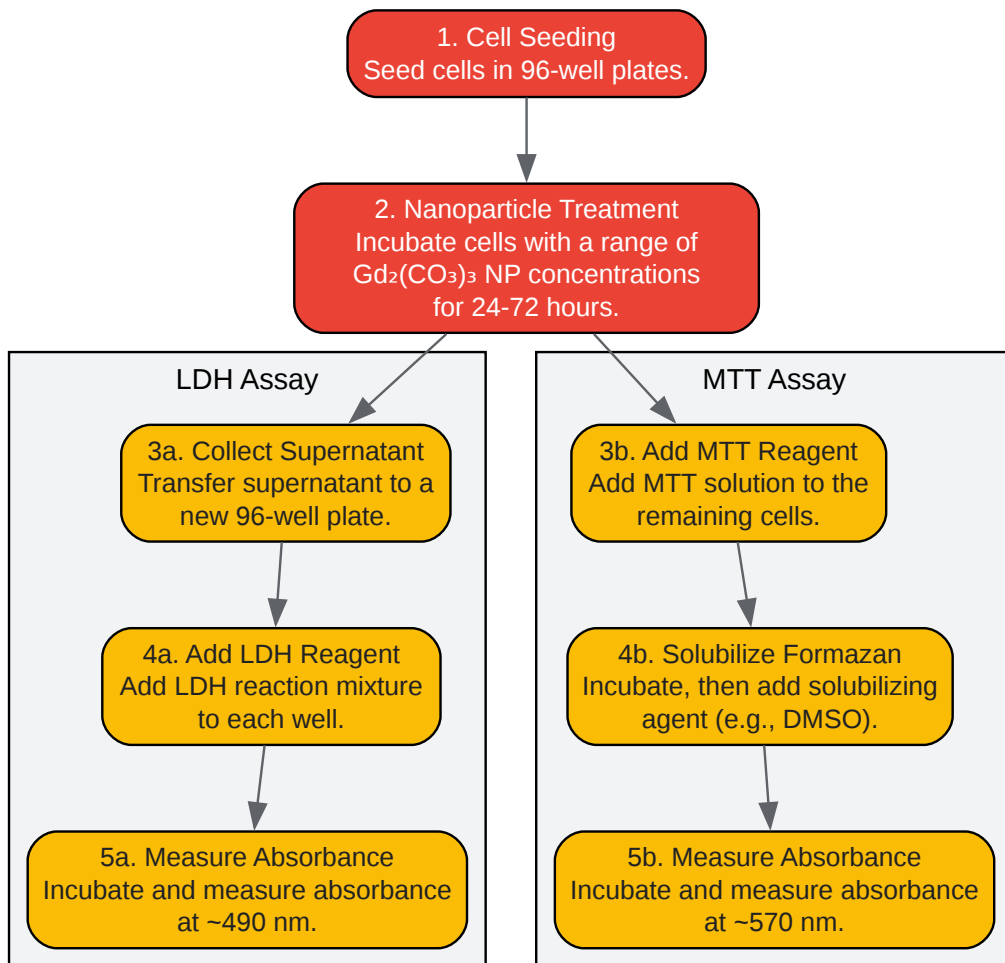 1. Cell Seeding
Seed cells in 96-well plates.
2. Nanoparticle Treatment
Incubate cells with a range of
Gd₂(CO₃)₃ NP concentrations
for 24-72 hours.
LDH Assay
3a. Collect Supernatant
Transfer supernatant to a
new 96-well plate.
4a. Add LDH Reagent
Add LDH reaction mixture
to each well.
5a. Measure Absorbance
Incubate and measure absorbance
at ~490 nm.
MTT Assay
3b. Add MTT Reagent
Add MTT solution to the
remaining cells.
4b. Solubilize Formazan
Incubate, then add solubilizing
agent (e.g., DMSO).
5b. Measure Absorbance
Incubate and measure absorbance
at ~570 nm.